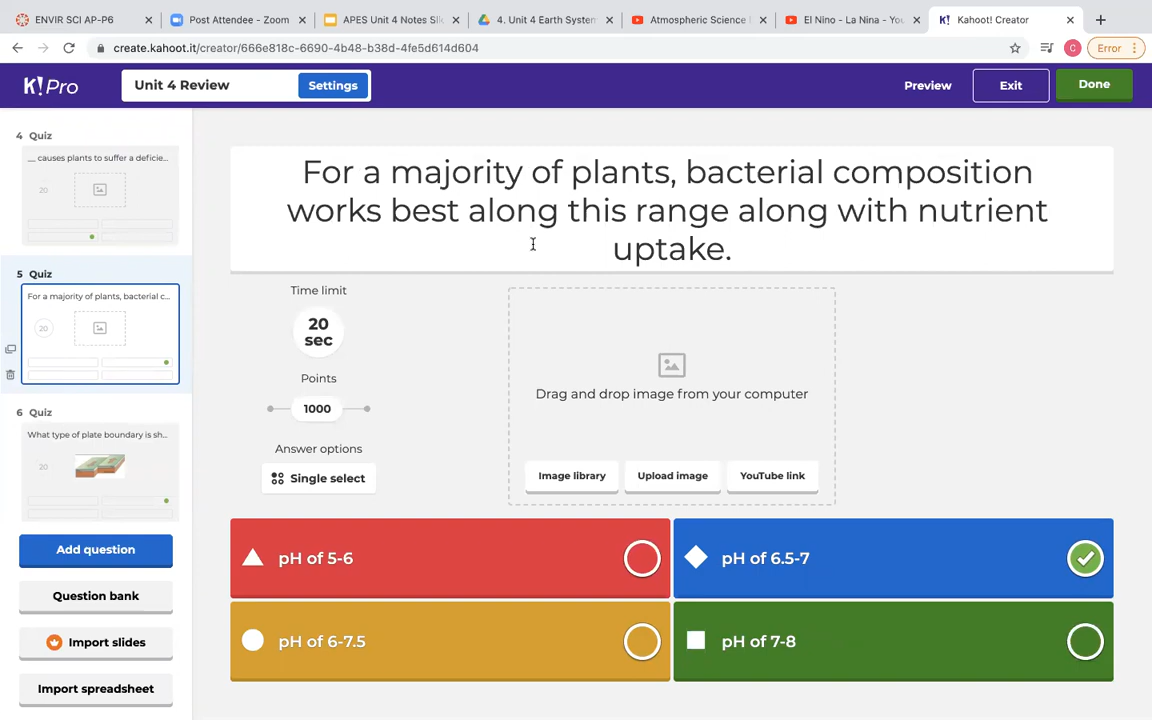 ENVIR SCI AP-P6
Post Attendee - Zoom
APES Unit 4 Notes Sli
4. Unit 4 Earth System
Atmospheric Science
El Nino - La Nina - You
Kahoot! Creator
create.kahoot.it/creator/666e818c-6690-4b48-b38d-4fe5d614d604
C
Error
K!Pro
Unit 4 Review
Settings
Preview
Exit
Done
4 Quiz
__ causes plants to suffer a deficie...
20
5 Quiz
For a majority of plants, bacterial c...
20
6 Quiz
What type of plate boundary is sh...
20
Add question
Question bank
Import slides
Import spreadsheet
For a majority of plants, bacterial composition
works best along this range along with nutrient
uptake.
Time limit
20
sec
Points
1000
Answer options
Single select
Drag and drop image from your computer
Image library
Upload image
YouTube link
pH of 5-6
pH of 6.5-7
pH of 6-7.5
pH of 7-8